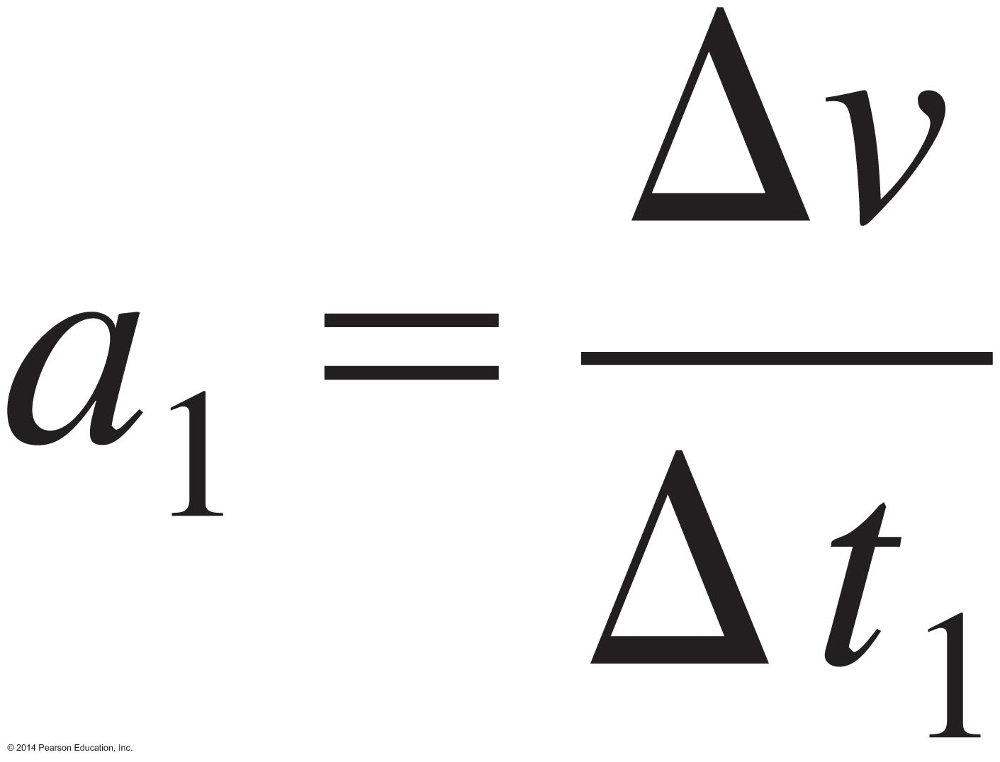 a₁ = Δv / Δt₁
© 2014 Pearson Education, Inc.